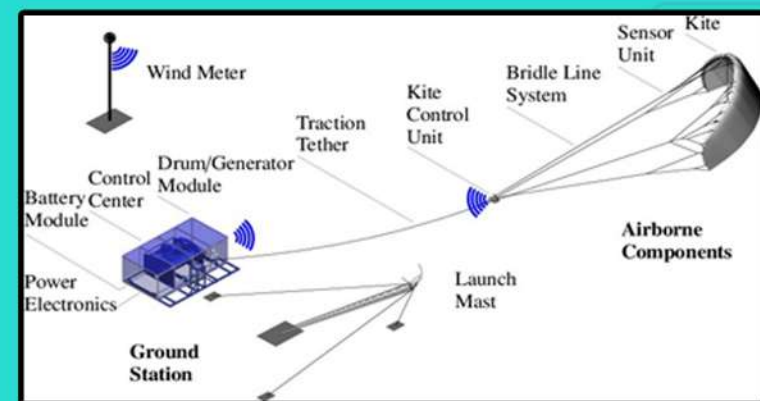 Wind Meter
Kite
Sensor
Unit
Bridle Line
System
Kite
Control
Unit
Traction
Tether
Drum/Generator
Module
Control
Center
Battery
Module
Power
Electronics
Ground
Station
Launch
Mast
Airborne
Components